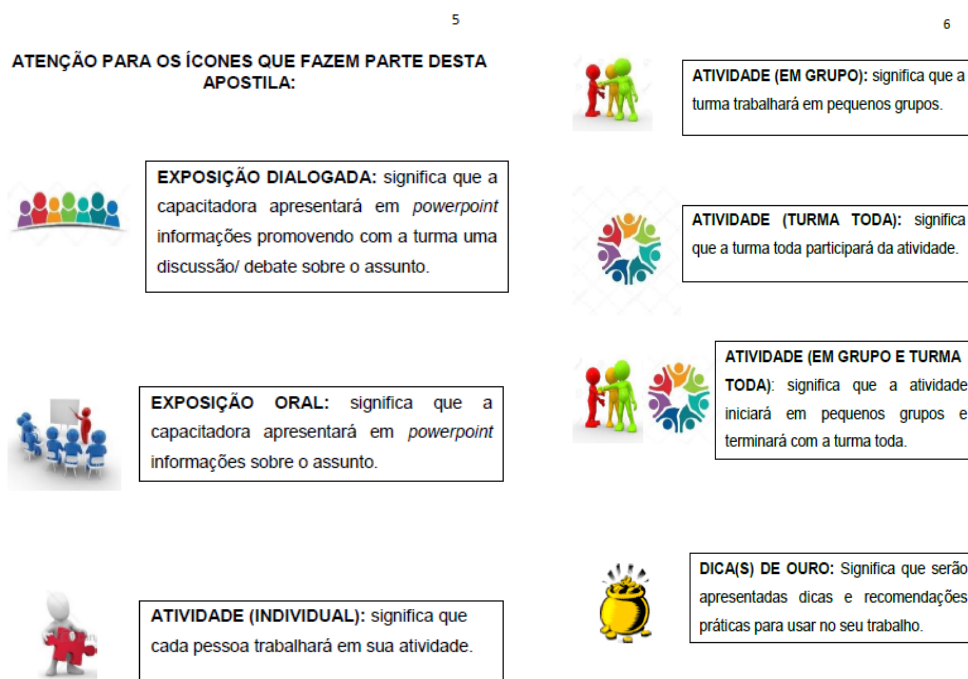 5
ATENÇÃO PARA OS ÍCONES QUE FAZEM PARTE DESTA
APOSTILA:
EXPOSIÇÃO DIALOGADA: significa que a
capacitadora apresentará em powerpoint
informações promovendo com a turma uma
discussão/ debate sobre o assunto.
EXPOSIÇÃO ORAL: significa que a
capacitadora apresentará em powerpoint
informações sobre o assunto.
ATIVIDADE (INDIVIDUAL): significa que
cada pessoa trabalhará em sua atividade.
6
ATIVIDADE (EM GRUPO): significa que a
turma trabalhará em pequenos grupos.
ATIVIDADE (TURMA TODA): significa
que a turma toda participará da atividade.
ATIVIDADE (EM GRUPO E TURMA
TODA): significa que a atividade
iniciará em pequenos grupos e
terminará com a turma toda.
DICA(S) DE OURO: Significa que serão
apresentadas dicas e recomendações
práticas para usar no seu trabalho.